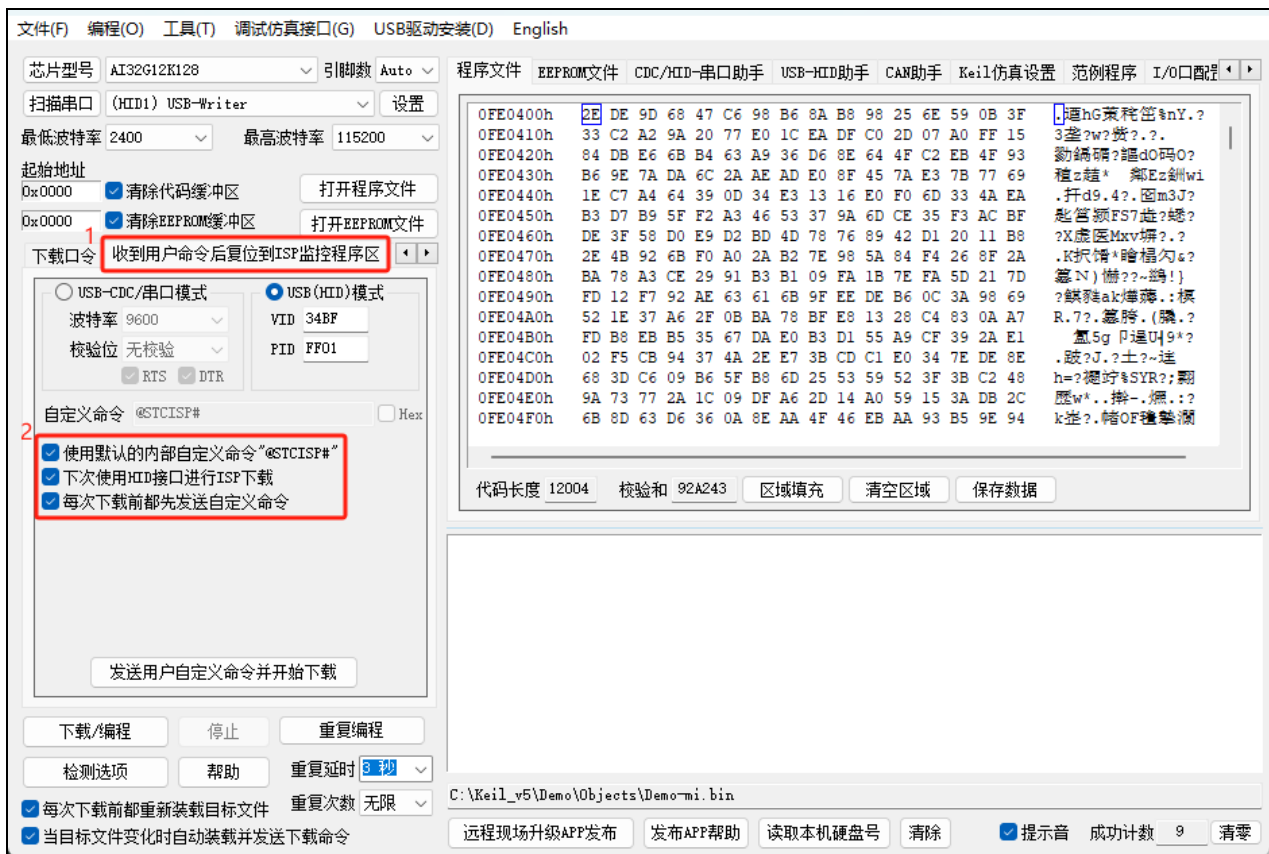 文件(F) 编程(O) 工具(T) 调试仿真接口(G) USB驱动安装(D) English
芯片型号 AI32G12K128 引脚数 Auto
扫描串口 (HID1) USB-Writer 设置
最低波特率 2400 最高波特率 115200
起始地址
0x0000 清除代码缓冲区 打开程序文件
0x0000 清除EEPROM缓冲区 打开EEPROM文件
1
下载口令 收到用户命令后复位到ISP监控程序区
USB-CDC/串口模式 USB(HID)模式
波特率 9600 VID 34BF
校验位 无校验 PID FF01
RTS DTR
自定义命令 @STCISP# Hex
2
使用默认的内部自定义命令"@STCISP#"
下次使用HID接口进行ISP下载
每次下载前都先发送自定义命令
发送用户自定义命令并开始下载
下载/编程 停止 重复编程
检测选项 帮助 重复延时 3 秒
每次下载前都重新装载目标文件 重复次数 无限
当目标文件变化时自动装载并发送下载命令
程序文件 EEPROM文件 CDC/HID-串口助手 USB-HID助手 CAN助手 Keil仿真设置 范例程序 I/O口配
0FE0400h 2E DE 9D 68 47 C6 98 B6 8A B8 98 25 6E 59 0B 3F
0FE0410h 33 C2 A2 9A 20 77 E0 1C EA DF C0 2D 07 A0 FF 15
0FE0420h 84 DB E6 6B B4 63 A9 36 D6 8E 64 4F C2 EB 4F 93
0FE0430h B6 9E 7A DA 6C 2A AE AD E0 8F 45 7A E3 7B 77 69
0FE0440h 1E C7 A4 64 39 0D 34 E3 13 16 E0 F0 6D 33 4A EA
0FE0450h B3 D7 B9 5F F2 A3 46 53 37 9A 6D CE 35 F3 AC BF
0FE0460h DE 3F 58 D0 E9 D2 BD 4D 78 76 89 42 D1 20 11 B8
0FE0470h 2E 4B 92 6B F0 A0 2A B2 7E 98 5A 84 F4 26 8F 2A
0FE0480h BA 78 A3 CE 29 91 B3 B1 09 FA 1B 7E FA 5D 21 7D
0FE0490h FD 12 F7 92 AE 63 61 6B 9F EE DE B6 0C 3A 98 69
0FE04A0h 52 1E 37 A6 2F 0B BA 78 BF E8 13 28 C4 83 0A A7
0FE04B0h FD B8 EB B5 35 67 DA E0 B3 D1 55 A9 CF 39 2A E1
0FE04C0h 02 F5 CB 94 37 4A 2E E7 3B CD C1 E0 34 7E DE 8E
0FE04D0h 68 3D C6 09 B6 5F B8 6D 25 53 59 52 3F 3B C2 48
0FE04E0h 9A 73 77 2A 1C 09 DF A6 2D 14 A0 59 15 3A DB 2C
0FE04F0h 6B 8D 63 D6 36 0A 8E AA 4F 46 EB AA 93 B5 9E 94
代码长度 12004 校验和 92A243 区域填充 清空区域 保存数据
C:\Keil_v5\Demo\Objects\Demo-mi.bin
远程现场升级APP发布 发布APP帮助 读取本机硬盘号 清除 提示音 成功计数 9 清零